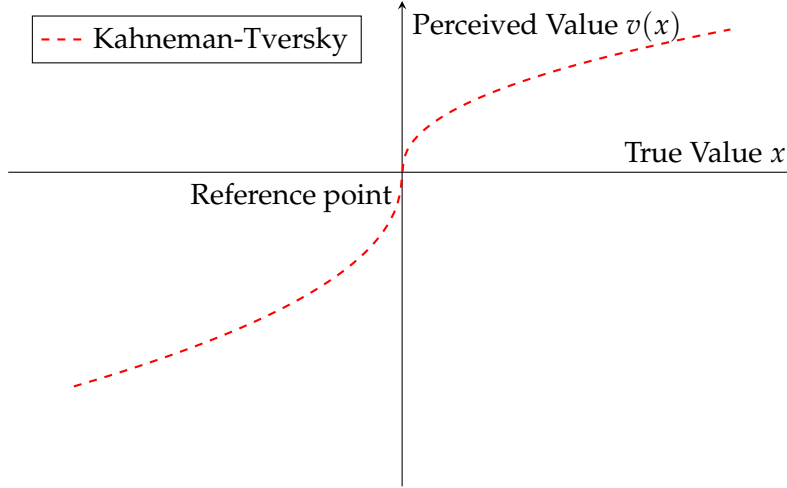 Kahneman-Tversky
Perceived Value v(x)
True Value x
Reference point